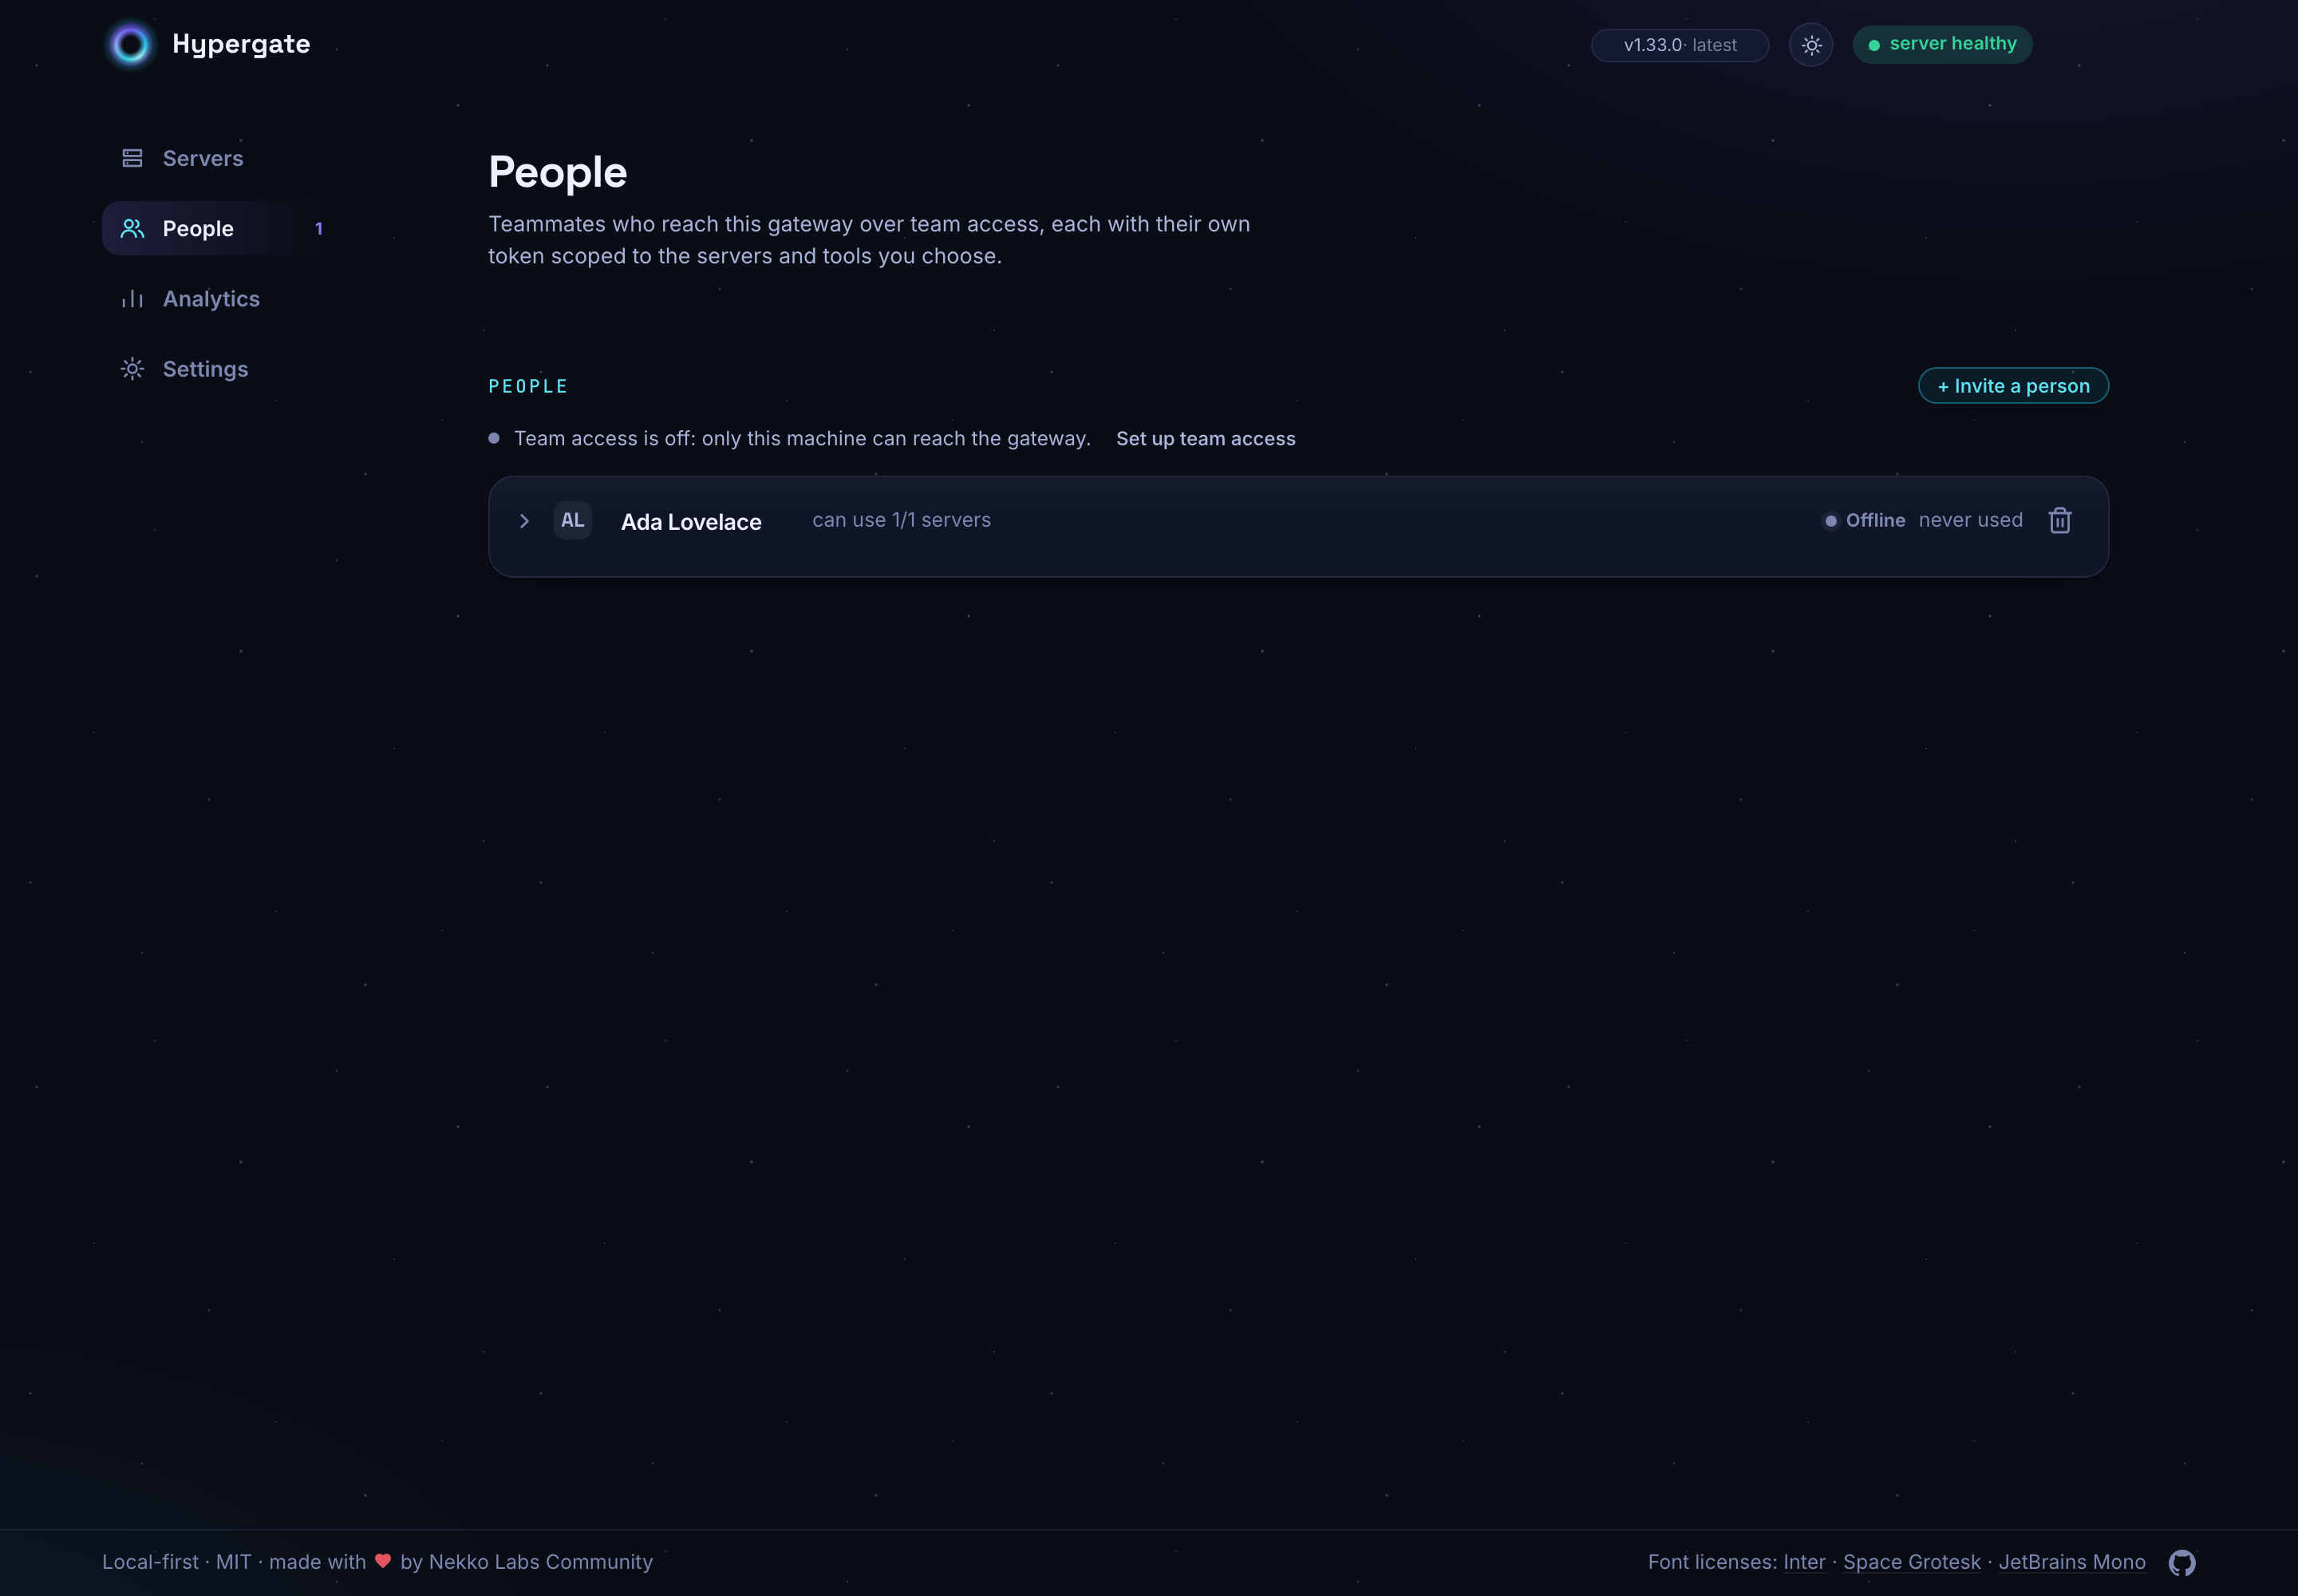 Hypergate
v1.33.0 · latest
server healthy
Servers
People 1
Analytics
Settings
People
Teammates who reach this gateway over team access, each with their own
token scoped to the servers and tools you choose.
PEOPLE
+ Invite a person
Team access is off: only this machine can reach the gateway. Set up team access
AL Ada Lovelace can use 1/1 servers Offline never used
Local-first · MIT · made with ❤ by Nekko Labs Community
Font licenses: Inter · Space Grotesk · JetBrains Mono